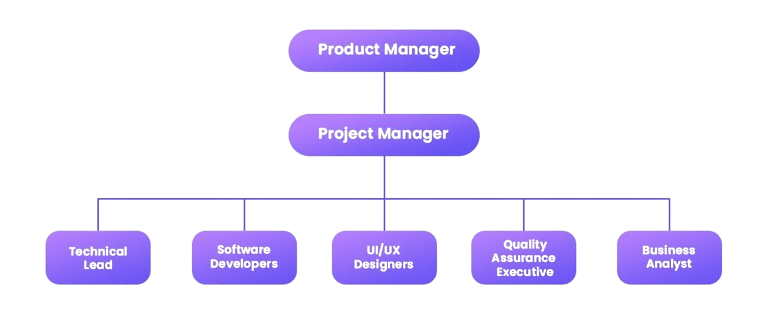 Product Manager
Project Manager
Technical
Lead
Software
Developers
UI/UX
Designers
Quality
Assurance
Executive
Business
Analyst